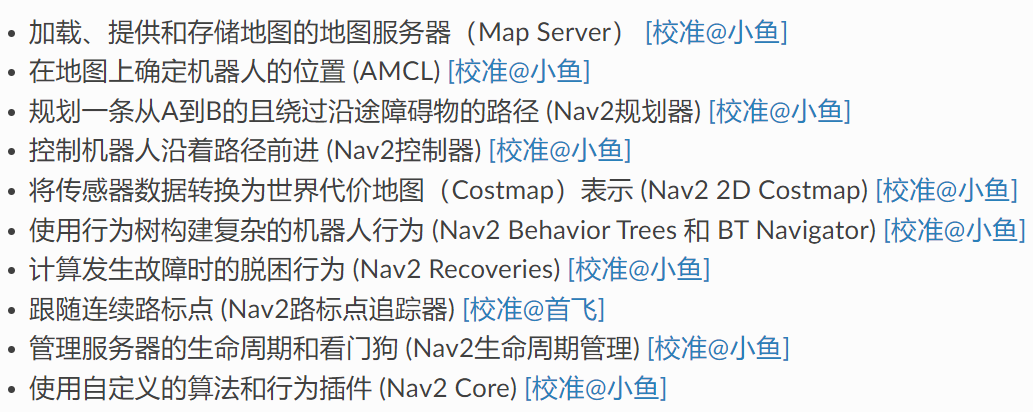 • 加载、提供和存储地图的地图服务器（Map Server） [校准@小鱼]
• 在地图上确定机器人的位置 (AMCL) [校准@小鱼]
• 规划一条从A到B的且绕过沿途障碍物的路径 (Nav2规划器) [校准@小鱼]
• 控制机器人沿着路径前进 (Nav2控制器) [校准@小鱼]
• 将传感器数据转换为世界代价地图（Costmap）表示 (Nav2 2D Costmap) [校准@小鱼]
• 使用行为树构建复杂的机器人行为 (Nav2 Behavior Trees 和 BT Navigator) [校准@小鱼]
• 计算发生故障时的脱困行为 (Nav2 Recoveries) [校准@小鱼]
• 跟随连续路标点 (Nav2路标点追踪器) [校准@首飞]
• 管理服务器的生命周期和看门狗 (Nav2生命周期管理) [校准@小鱼]
• 使用自定义的算法和行为插件 (Nav2 Core) [校准@小鱼]